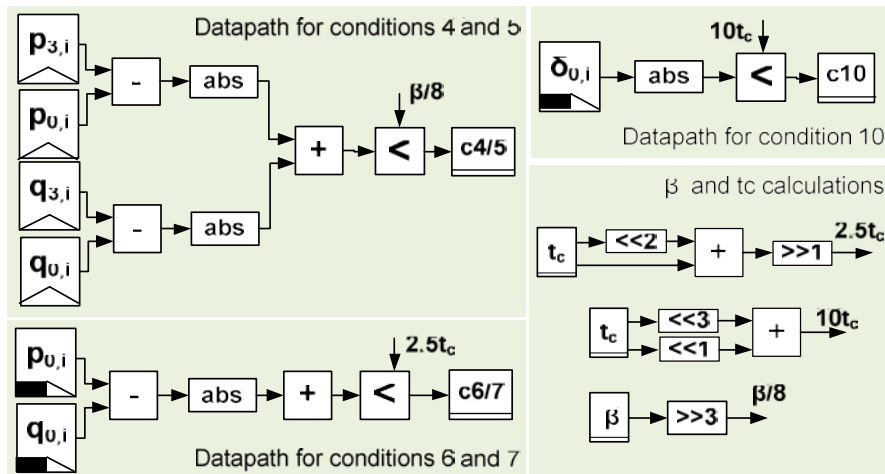 Datapath for conditions 4 and 5
p3,i
p0,i
q3,i
q0,i
-
-
abs
abs
+
β/8
<
c4/5
10tc
δ0,i
abs
<
c10
Datapath for condition 10
β and tc calculations
tc
<<2
+
>>1
2.5tc
tc
<<3
<<1
+
10tc
β
>>3
β/8
p0,i
q0,i
-
abs
+
2.5tc
<
c6/7
Datapath for conditions 6 and 7